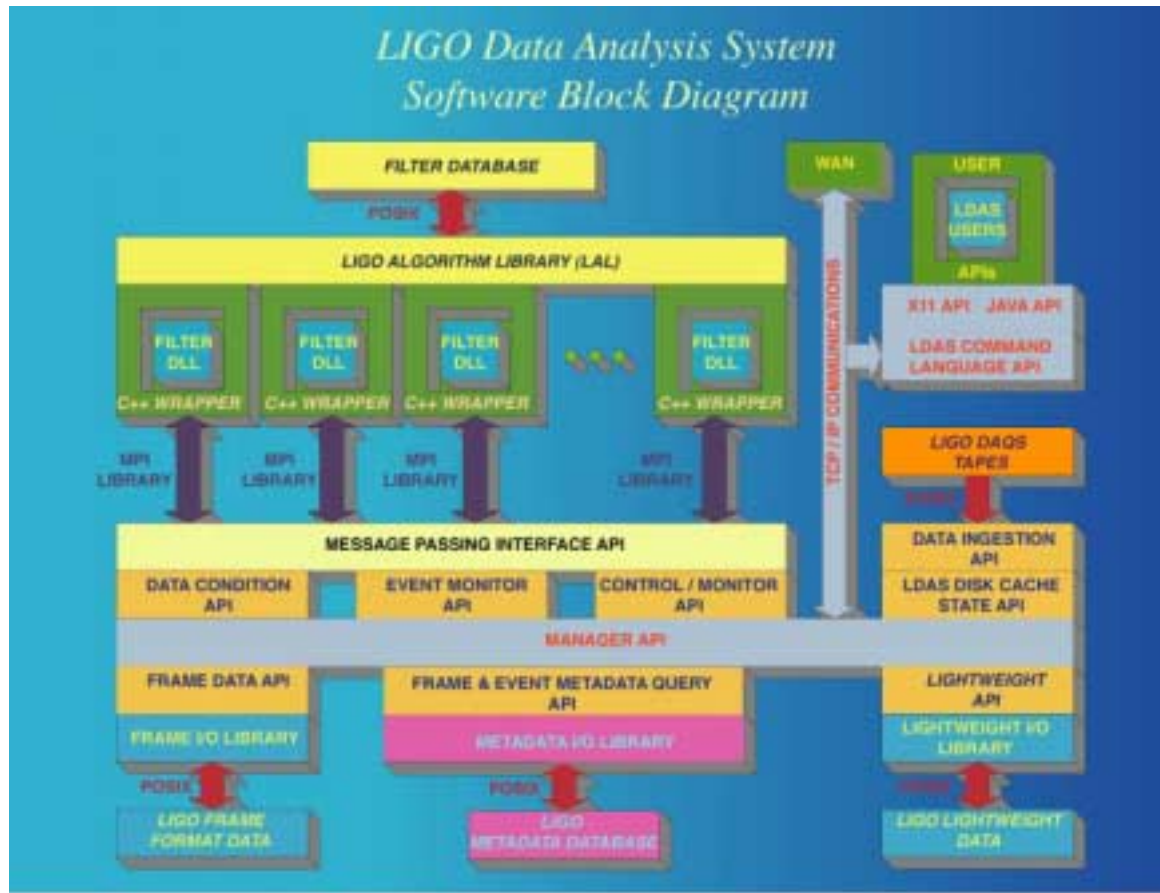 LIGO Data Analysis System
Software Block Diagram
FILTER DATABASE
WAN
USER
LDAS
USERS
APIs
POSIX
LIGO ALGORITHM LIBRARY (LAL)
X11 API JAVA API
LDAS COMMAND
LANGUAGE API
FILTER
DLL
C++ WRAPPER
FILTER
DLL
C++ WRAPPER
FILTER
DLL
C++ WRAPPER
FILTER
DLL
C++ WRAPPER
TCP / IP COMMUNICATIONS
MPI
LIBRARY
MPI
LIBRARY
MPI
LIBRARY
MPI
LIBRARY
LIGO DAQS
TAPES
POSIX
MESSAGE PASSING INTERFACE API
DATA INGESTION
API
DATA CONDITION
API
EVENT MONITOR
API
CONTROL / MONITOR
API
LDAS DISK CACHE
STATE API
MANAGER API
FRAME DATA API
FRAME & EVENT METADATA QUERY
API
LIGHTWEIGHT
API
FRAME I/O LIBRARY
METADATA I/O LIBRARY
LIGHTWEIGHT I/O
LIBRARY
POSIX
POSIX
POSIX
LIGO FRAME
FORMAT DATA
LIGO
METADATA DATABASE
LIGO LIGHTWEIGHT
DATA